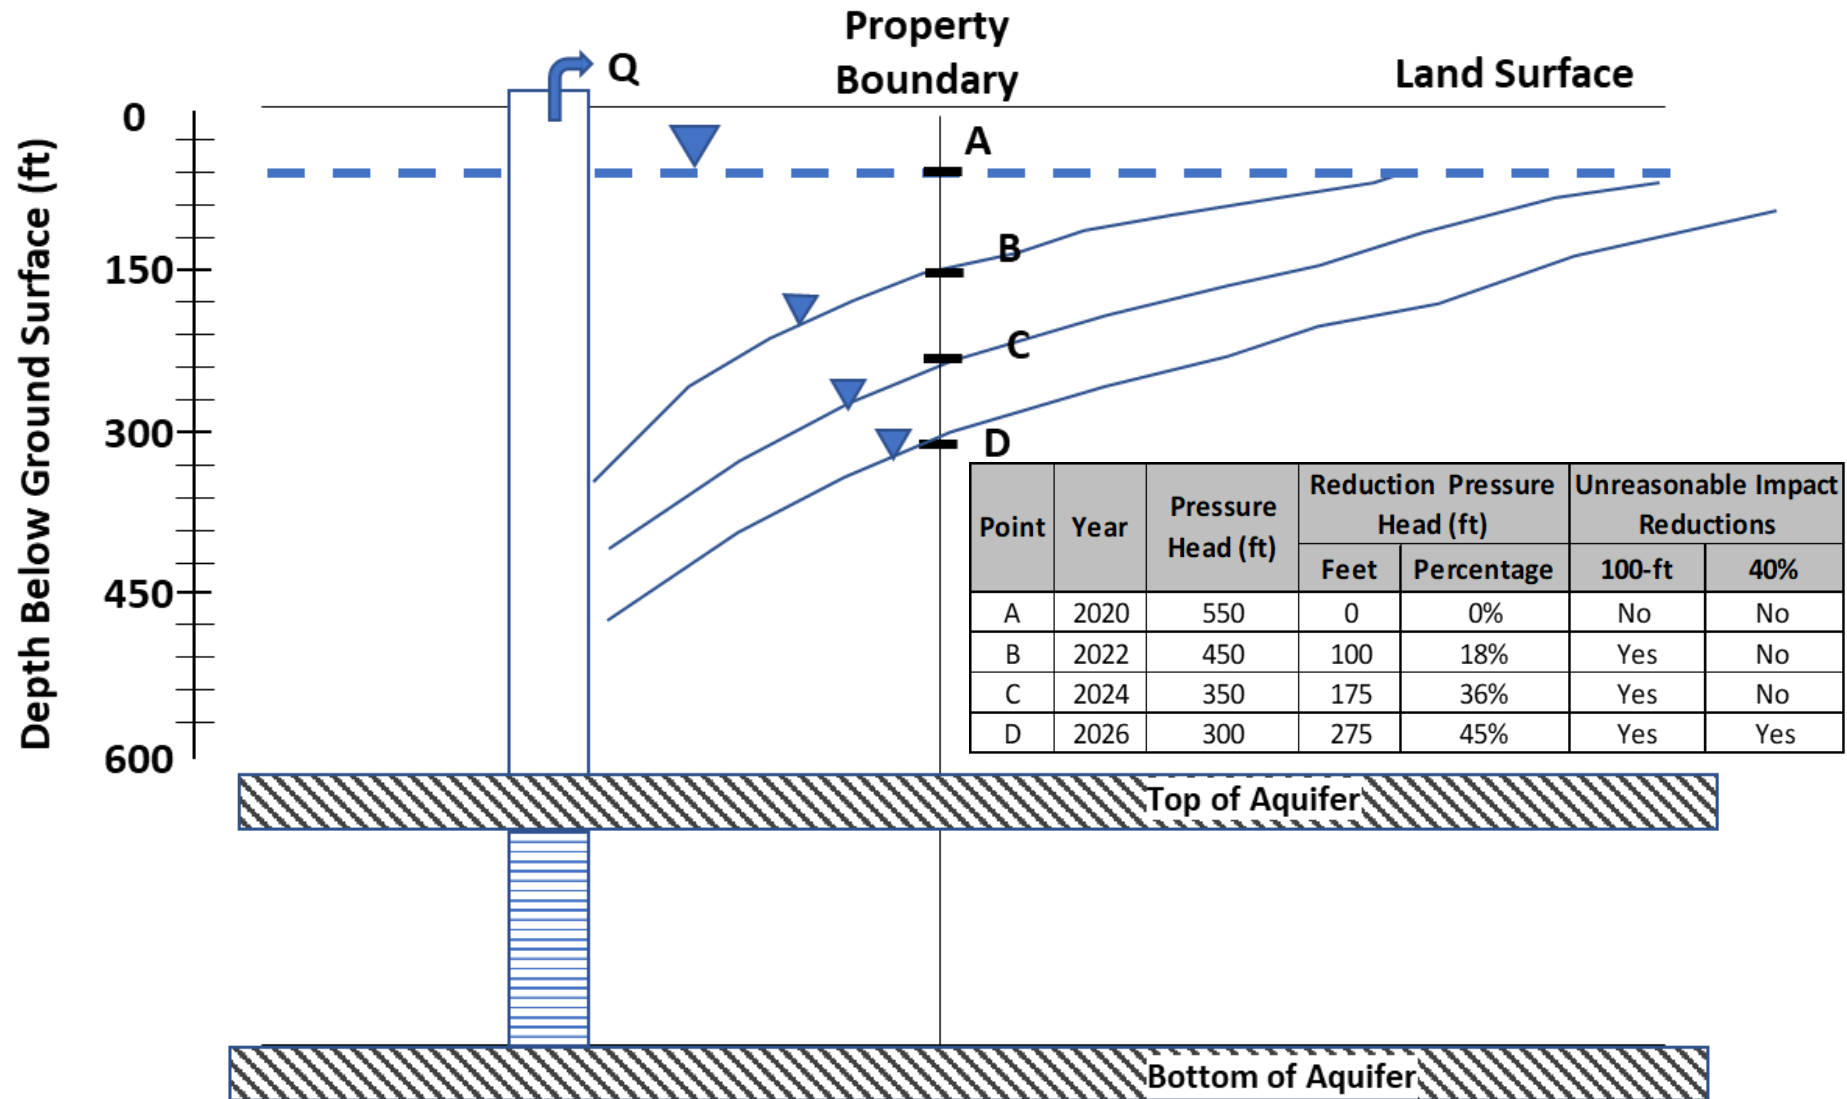 Property
Boundary
Q
Land Surface
Depth Below Ground Surface (ft)
0
150
300
450
600
A
B
C
D
Point Year Pressure Head (ft) Reduction Pressure Head (ft) Unreasonable Impact Reductions
Feet Percentage 100-ft 40%
A 2020 550 0 0% No No
B 2022 450 100 18% Yes No
C 2024 350 175 36% Yes No
D 2026 300 275 45% Yes Yes
Top of Aquifer
Bottom of Aquifer